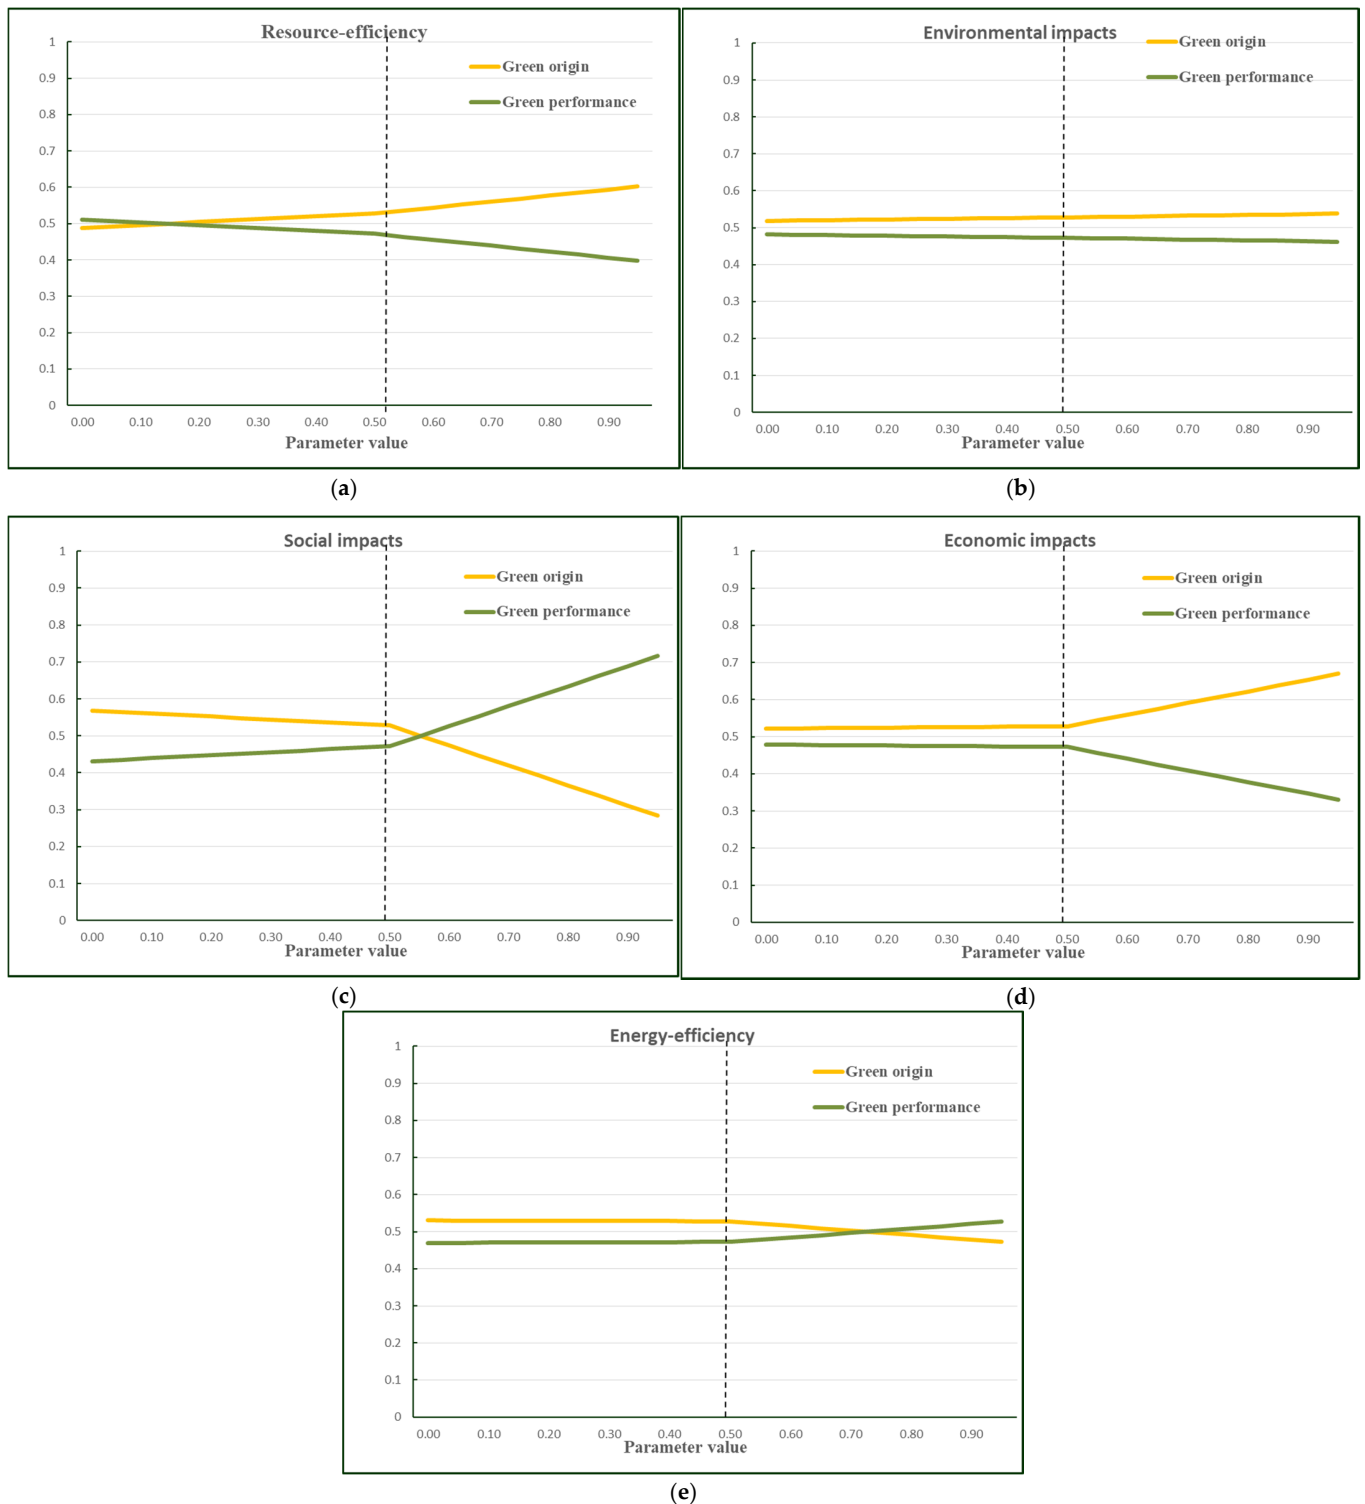 Resource-efficiency
Green origin
Green performance
1
0.9
0.8
0.7
0.6
0.5
0.4
0.3
0.2
0.1
0
0.00 0.10 0.20 0.30 0.40 0.50 0.60 0.70 0.80 0.90
Parameter value
(a)
Environmental impacts
Green origin
Green performance
1
0.9
0.8
0.7
0.6
0.5
0.4
0.3
0.2
0.1
0
0.00 0.10 0.20 0.30 0.40 0.50 0.60 0.70 0.80 0.90
Parameter value
(b)
Social impacts
Green origin
Green performance
1
0.9
0.8
0.7
0.6
0.5
0.4
0.3
0.2
0.1
0
0.00 0.10 0.20 0.30 0.40 0.50 0.60 0.70 0.80 0.90
Parameter value
(c)
Economic impacts
Green origin
Green performance
1
0.9
0.8
0.7
0.6
0.5
0.4
0.3
0.2
0.1
0
0.00 0.10 0.20 0.30 0.40 0.50 0.60 0.70 0.80 0.90
Parameter value
(d)
Energy-efficiency
Green origin
Green performance
1
0.9
0.8
0.7
0.6
0.5
0.4
0.3
0.2
0.1
0
0.00 0.10 0.20 0.30 0.40 0.50 0.60 0.70 0.80 0.90
Parameter value
(e)